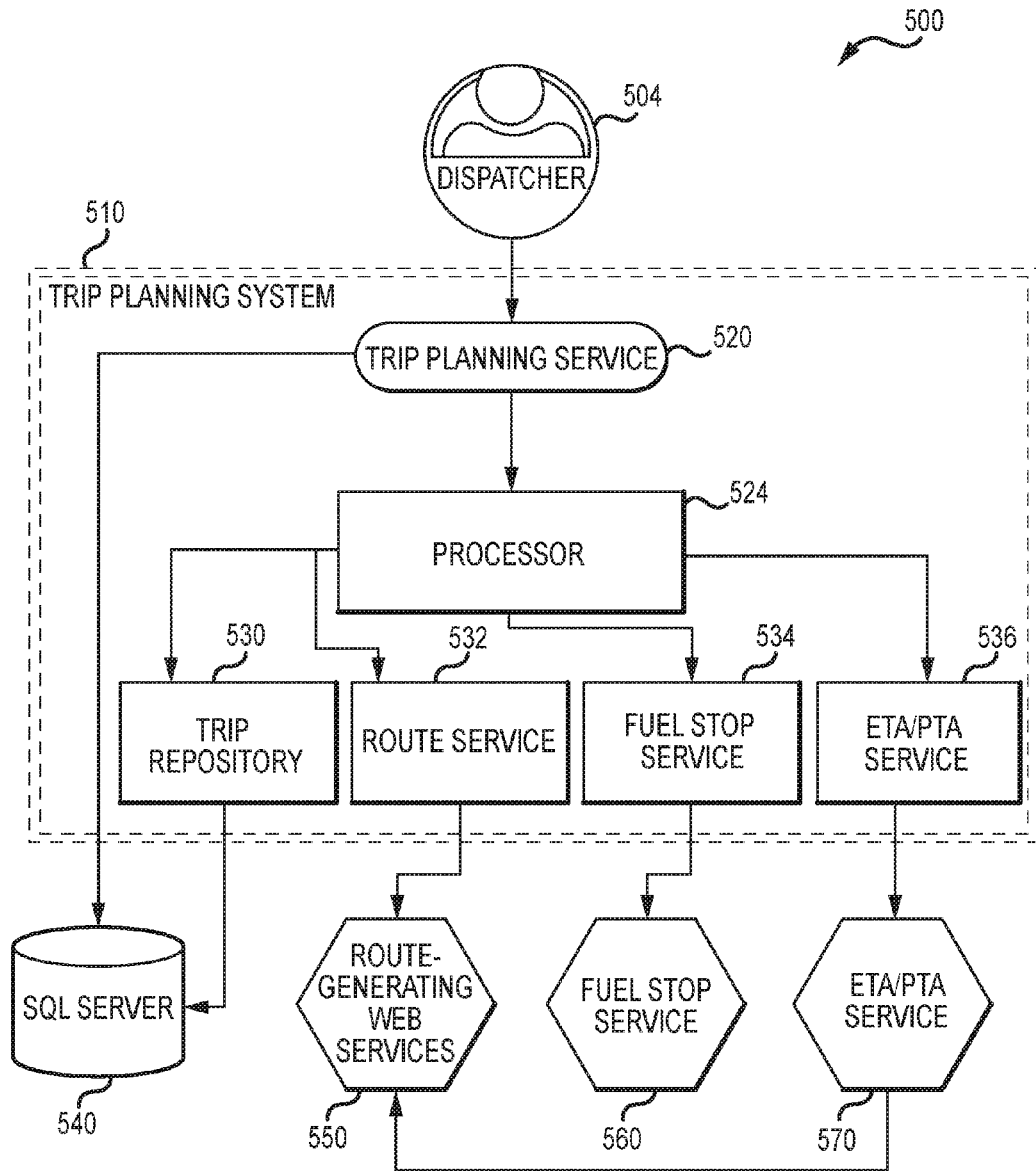 500
504
DISPATCHER
510
TRIP PLANNING SYSTEM
TRIP PLANNING SERVICE
520
524
PROCESSOR
530
532
534
536
TRIP
REPOSITORY
ROUTE SERVICE
FUEL STOP
SERVICE
ETA/PTA
SERVICE
SQL SERVER
ROUTE-
GENERATING
WEB
SERVICES
FUEL STOP
SERVICE
ETA/PTA
SERVICE
540
550
560
570